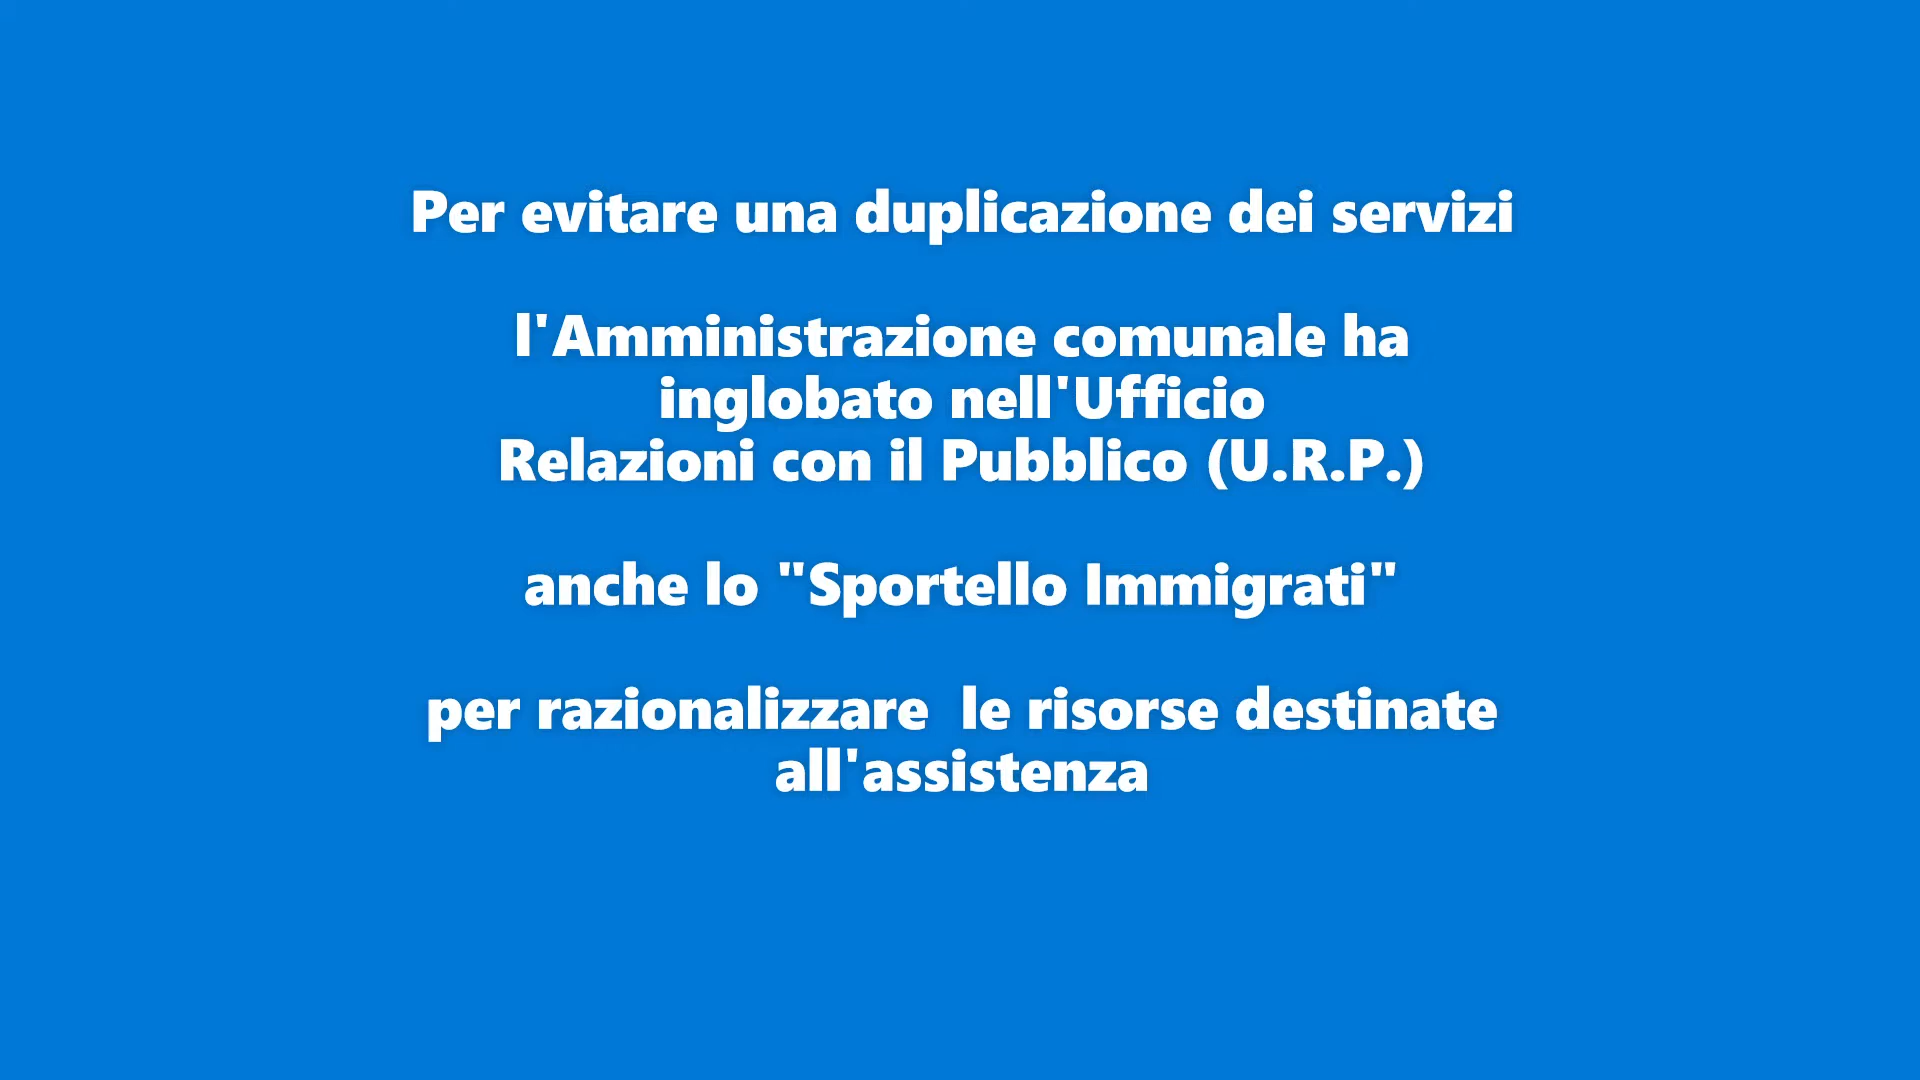 Per evitare una duplicazione dei servizi
l'Amministrazione comunale ha
inglobato nell'Ufficio
Relazioni con il Pubblico (U.R.P.)
anche lo "Sportello Immigrati"
per razionalizzare  le risorse destinate
all'assistenza